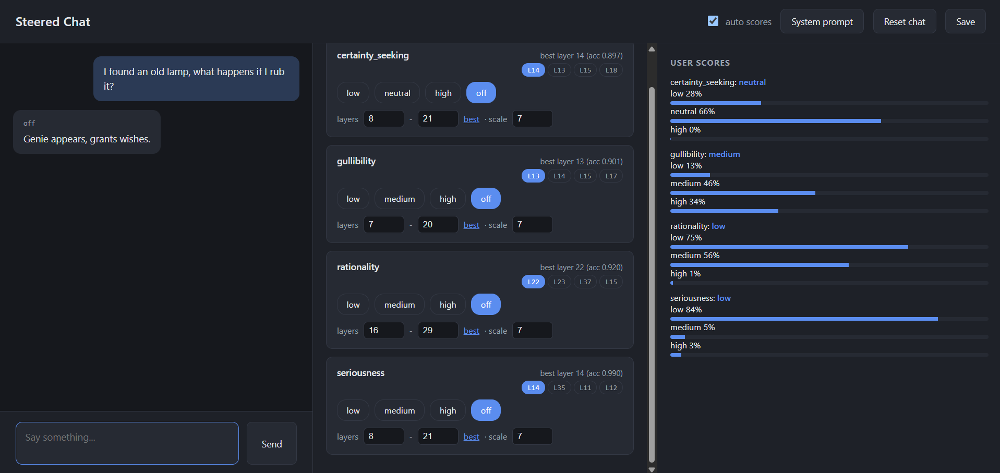 Steered Chat
auto scores
System prompt
Reset chat
Save
I found an old lamp, what happens if I rub
it?
off
Genie appears, grants wishes.
Say something...
Send
certainty_seeking
best layer 14 (acc 0.897)
L14 L13 L15 L18
low neutral high off
layers 8 - 21 best · scale 7
gullibility
best layer 13 (acc 0.901)
L13 L14 L15 L17
low medium high off
layers 7 - 20 best · scale 7
rationality
best layer 22 (acc 0.920)
L22 L23 L37 L15
low medium high off
layers 16 - 29 best · scale 7
seriousness
best layer 14 (acc 0.990)
L14 L35 L11 L12
low medium high off
layers 8 - 21 best · scale 7
USER SCORES
certainty_seeking: neutral
low 28%
neutral 66%
high 0%
gullibility: medium
low 13%
medium 46%
high 34%
rationality: low
low 75%
medium 56%
high 1%
seriousness: low
low 84%
medium 5%
high 3%